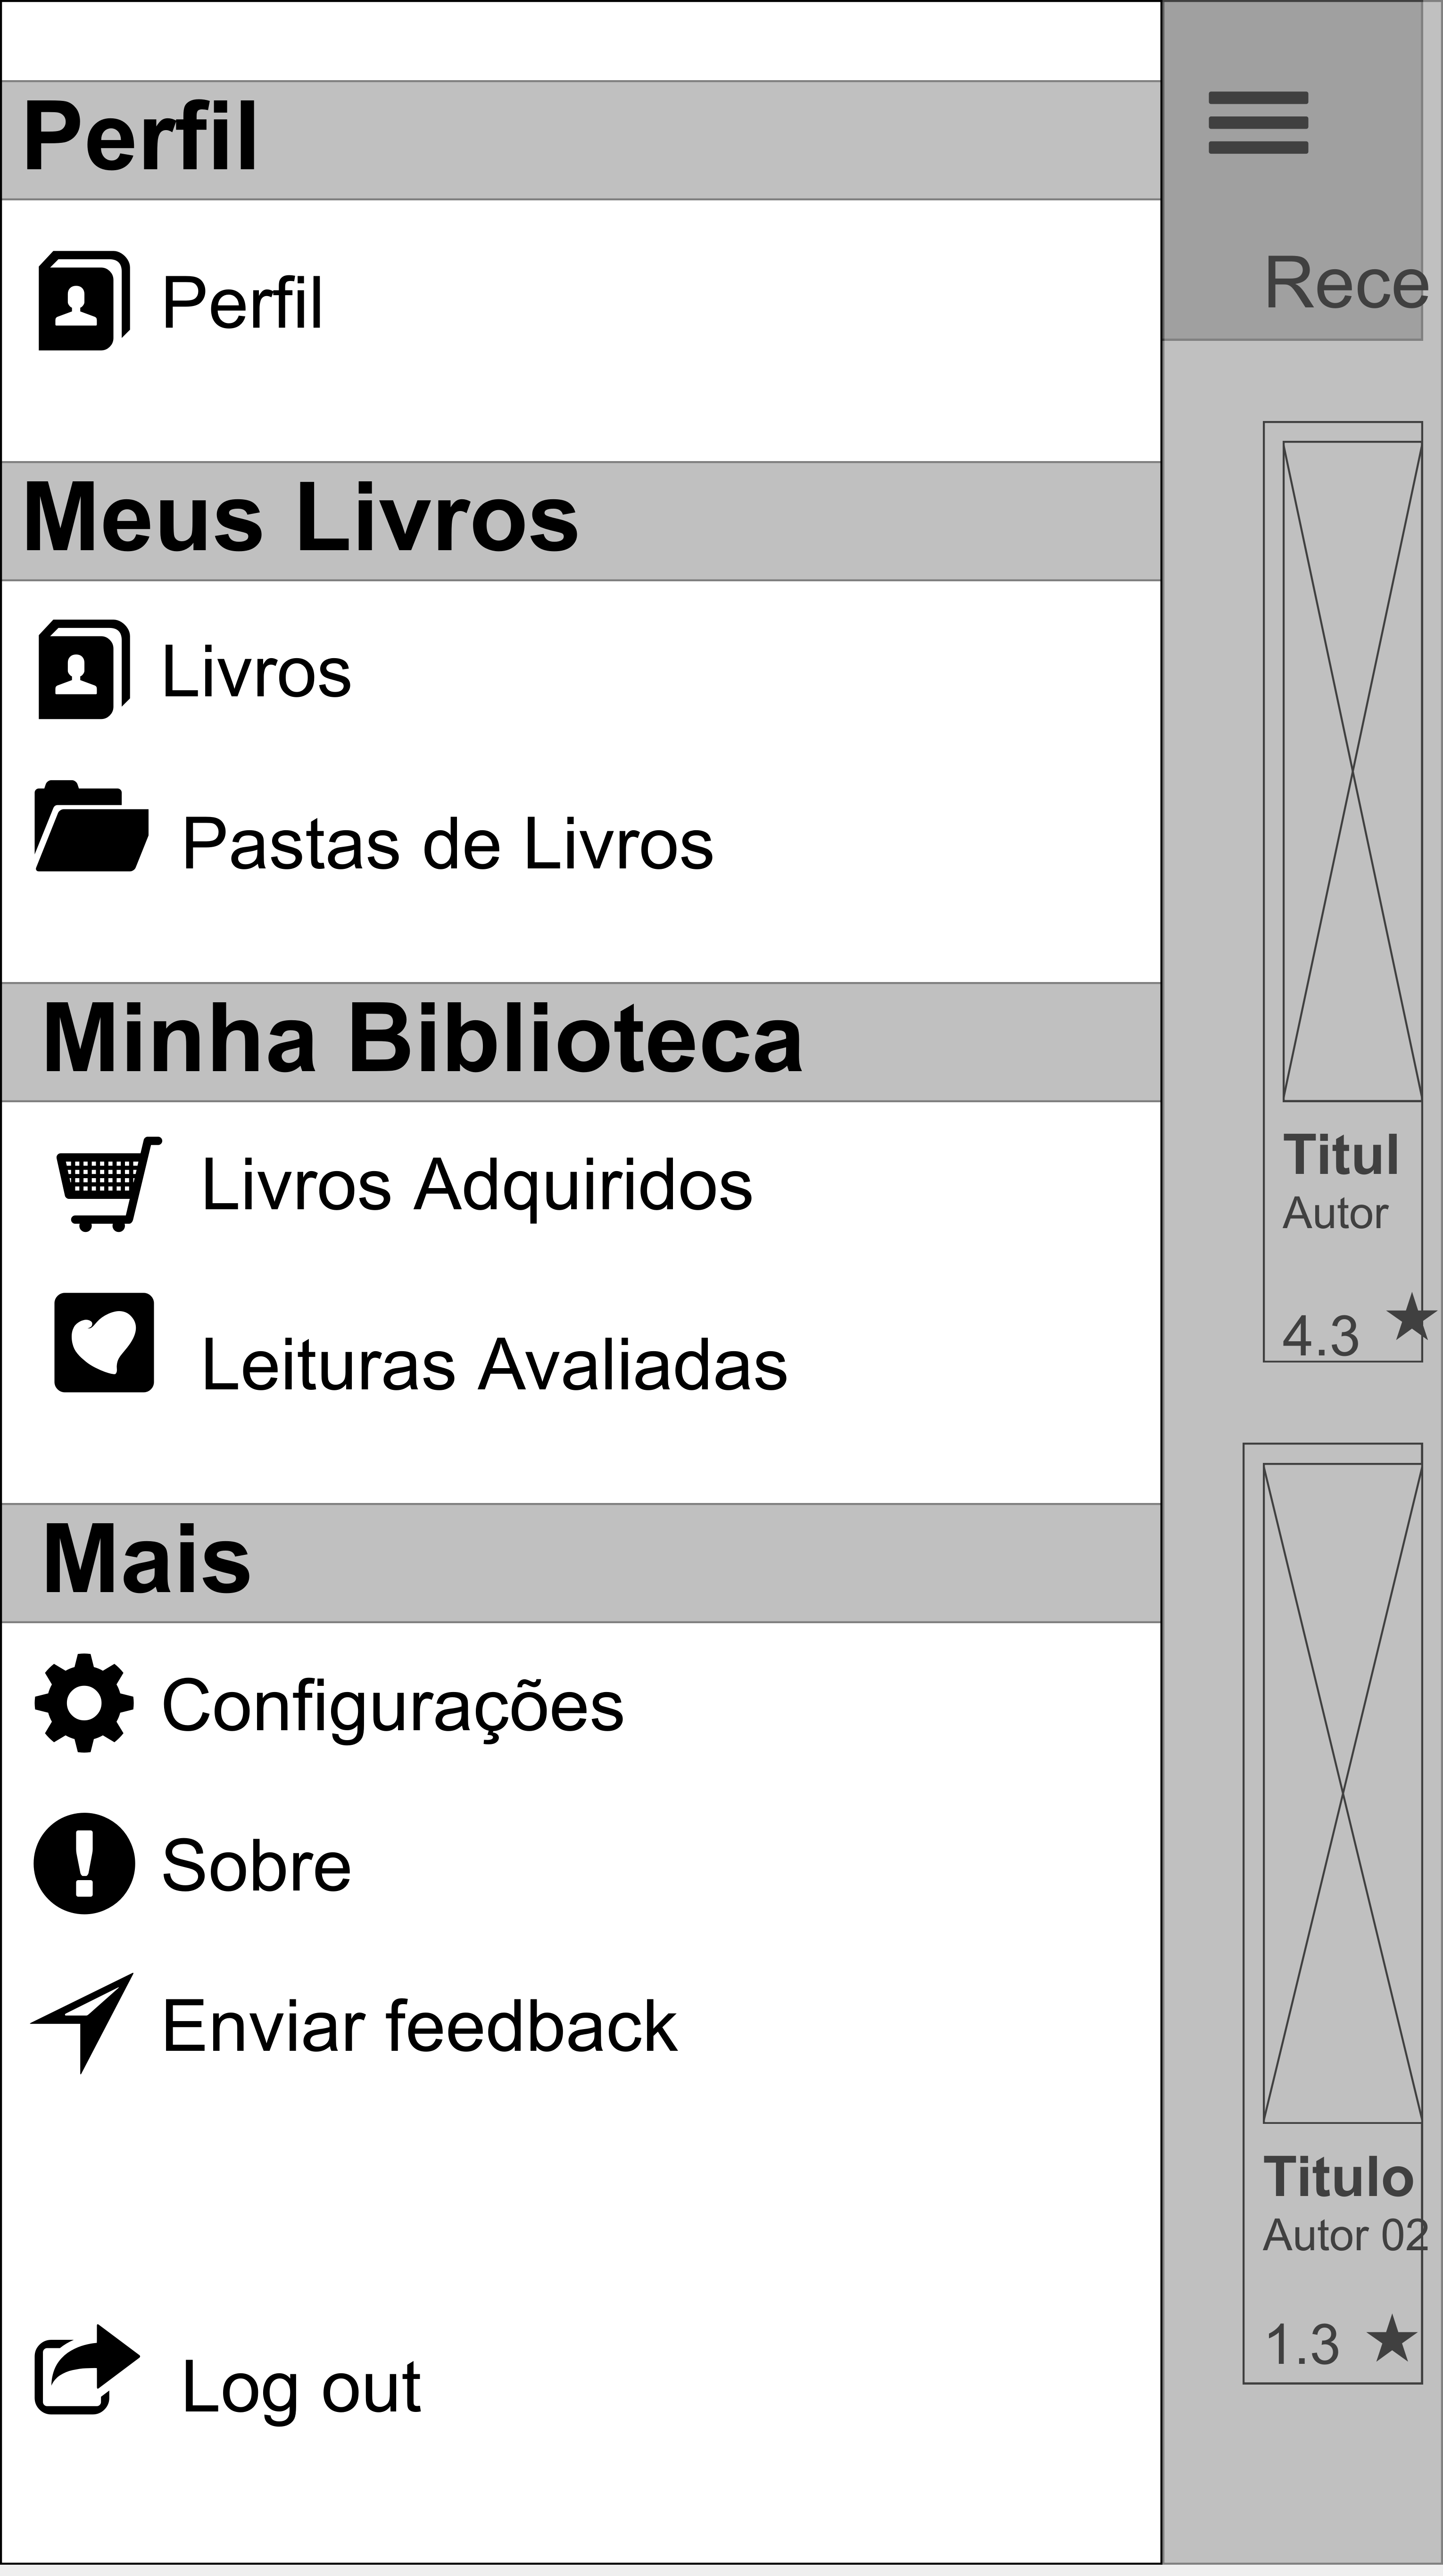 Perfil
Perfil
Meus Livros
Livros
Pastas de Livros
Minha Biblioteca
Livros Adquiridos
Leituras Avaliadas
Mais
Configurações
Sobre
Enviar feedback
Log out
Rece
Titul
Autor
4.3
Titulo
Autor 02
1.3